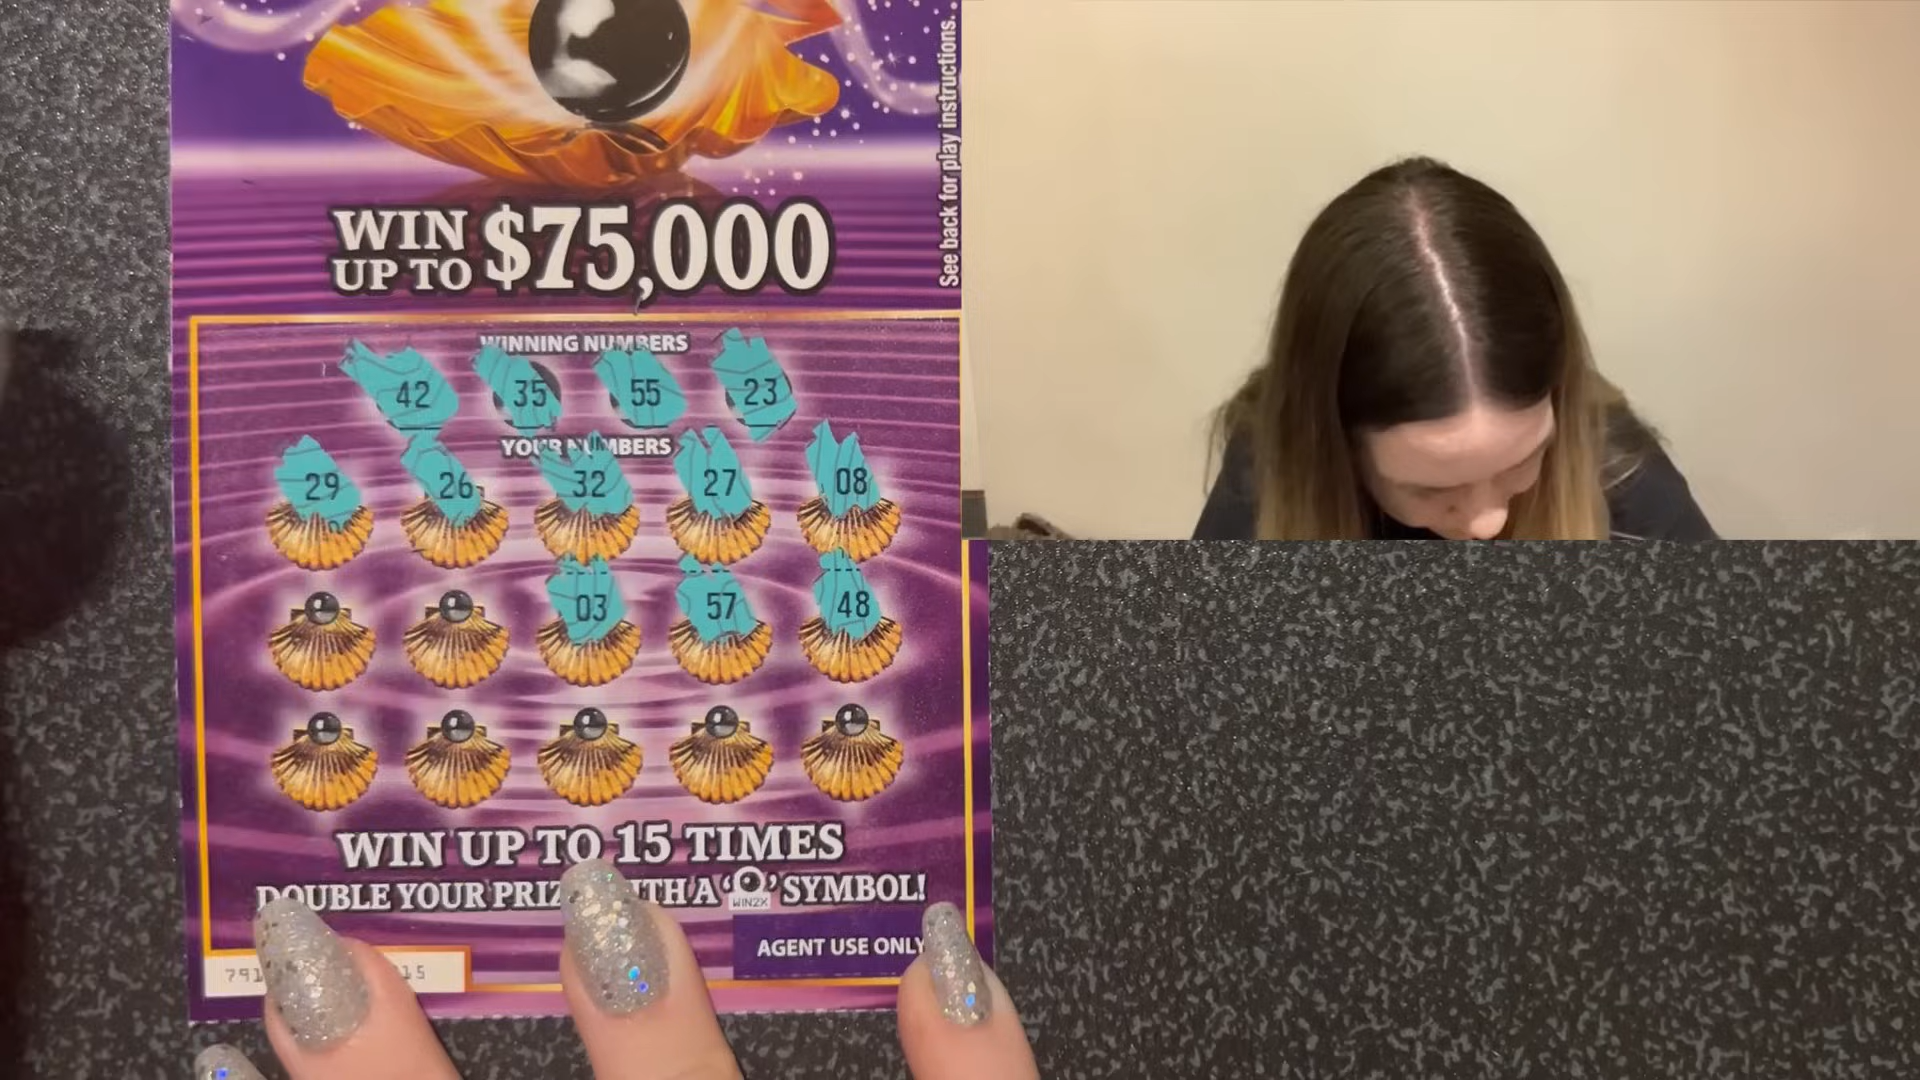 See back for play instructions.
WIN UP TO $75,000
WINNING NUMBERS
42 35 55 23
YOUR NUMBERS
29 26 32 27 08
03 57 48
WIN UP TO 15 TIMES
DOUBLE YOUR A ' ' SYMBOL!
WIN2X
AGENT USE ONLY